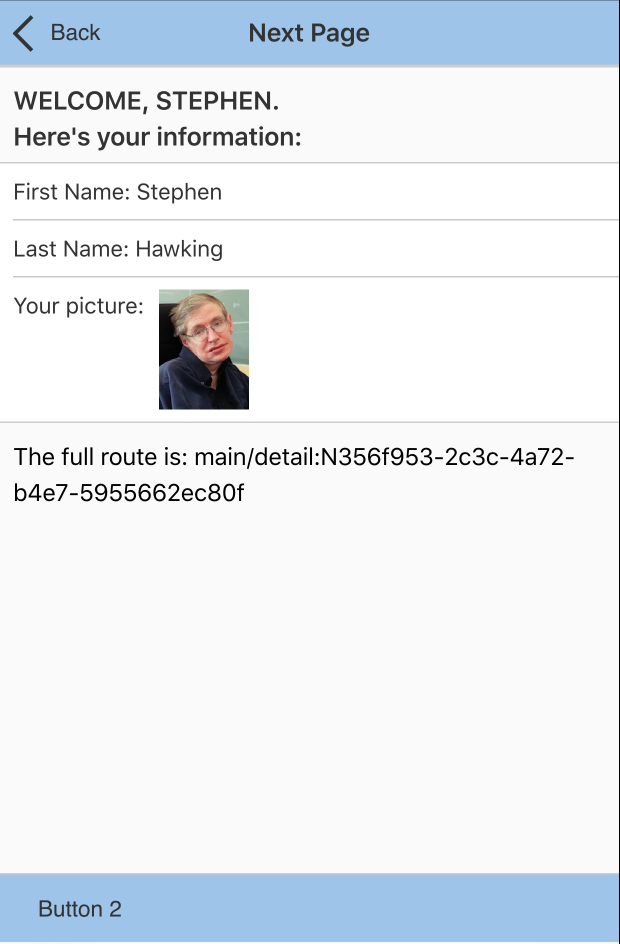 Back
Next Page
WELCOME, STEPHEN.
Here's your information:
First Name: Stephen
Last Name: Hawking
Your picture:
The full route is: main/detail:N356f953-2c3c-4a72-
b4e7-5955662ec80f
Button 2